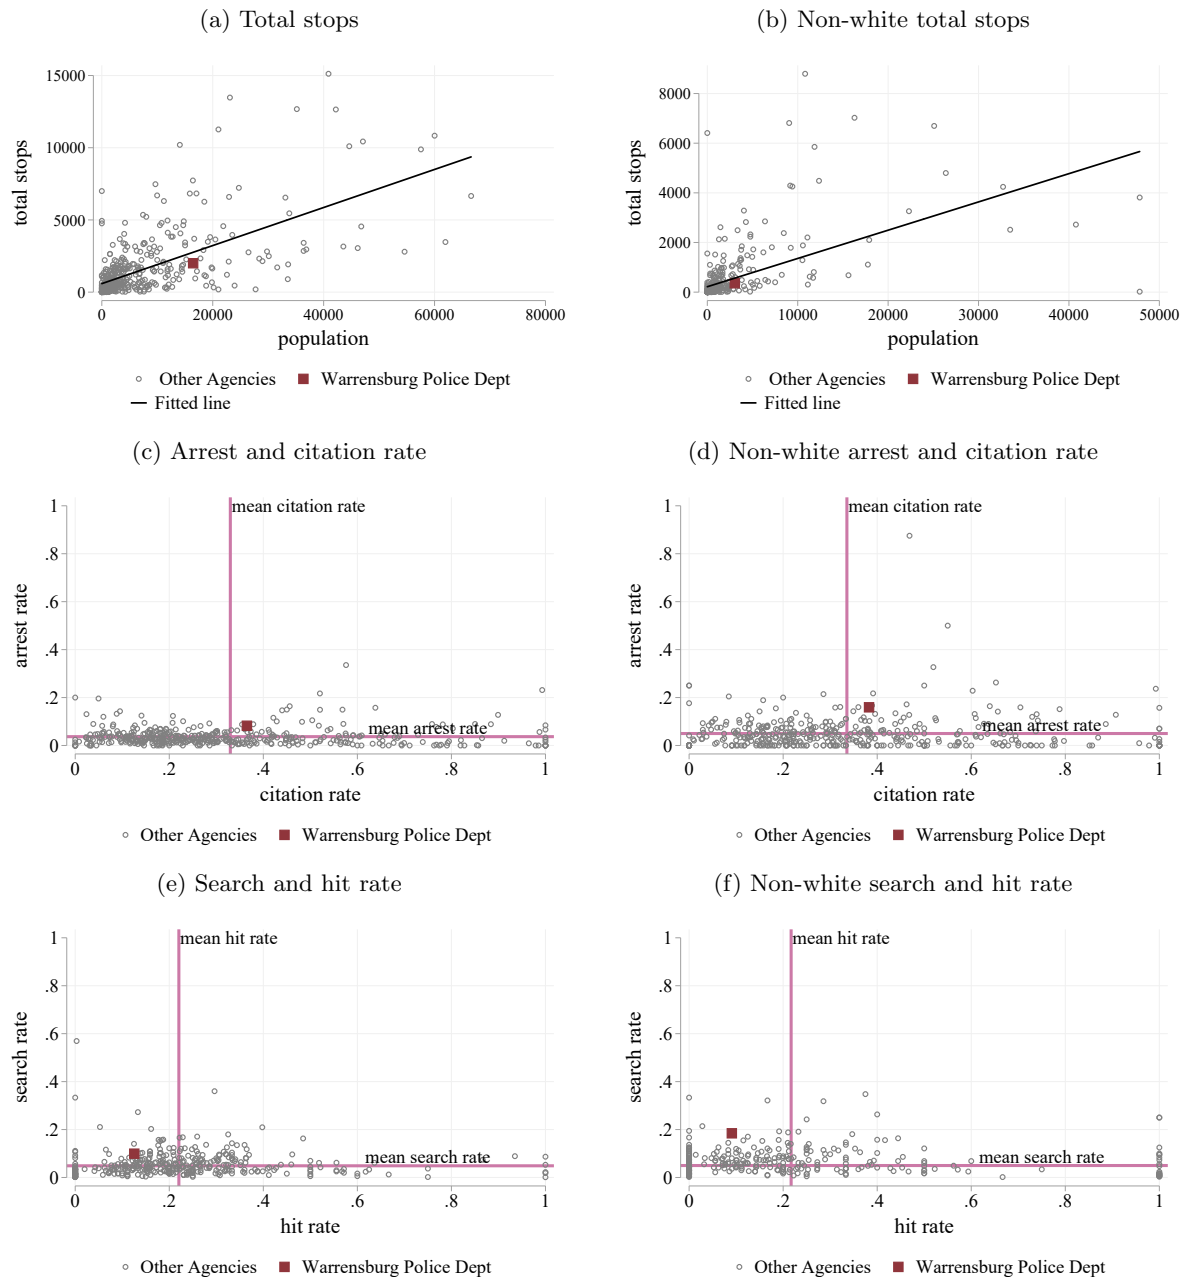 (a) Total stops
(b) Non-white total stops
total stops
15000
10000
5000
0
0 20000 40000 60000 80000
population
Other Agencies Warrensburg Police Dept
Fitted line
total stops
8000
6000
4000
2000
0
0 10000 20000 30000 40000 50000
population
Other Agencies Warrensburg Police Dept
Fitted line
(c) Arrest and citation rate
(d) Non-white arrest and citation rate
arrest rate
1
.8
.6
.4
.2
0
mean citation rate
mean arrest rate
0 .2 .4 .6 .8 1
citation rate
Other Agencies Warrensburg Police Dept
arrest rate
1
.8
.6
.4
.2
0
mean citation rate
mean arrest rate
0 .2 .4 .6 .8 1
citation rate
Other Agencies Warrensburg Police Dept
(e) Search and hit rate
(f) Non-white search and hit rate
search rate
1
.8
.6
.4
.2
0
mean hit rate
mean search rate
0 .2 .4 .6 .8 1
hit rate
Other Agencies Warrensburg Police Dept
search rate
1
.8
.6
.4
.2
0
mean hit rate
mean search rate
0 .2 .4 .6 .8 1
hit rate
Other Agencies Warrensburg Police Dept